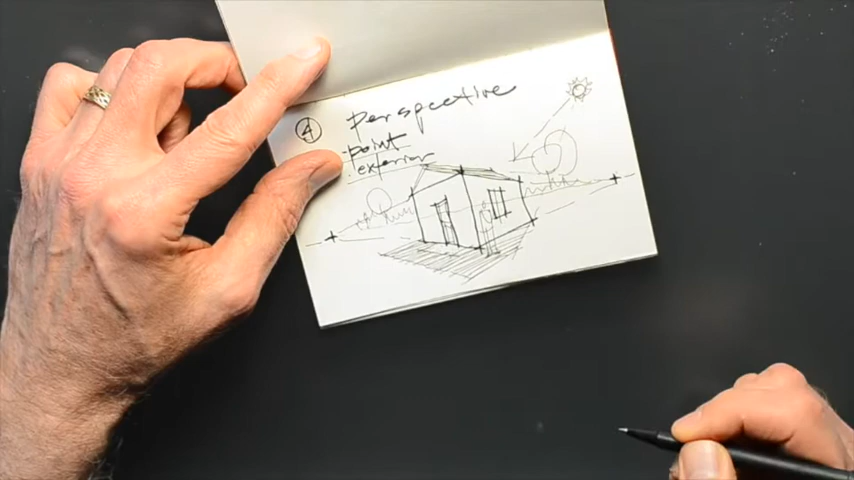 ④ Perspective
-point
.exterior